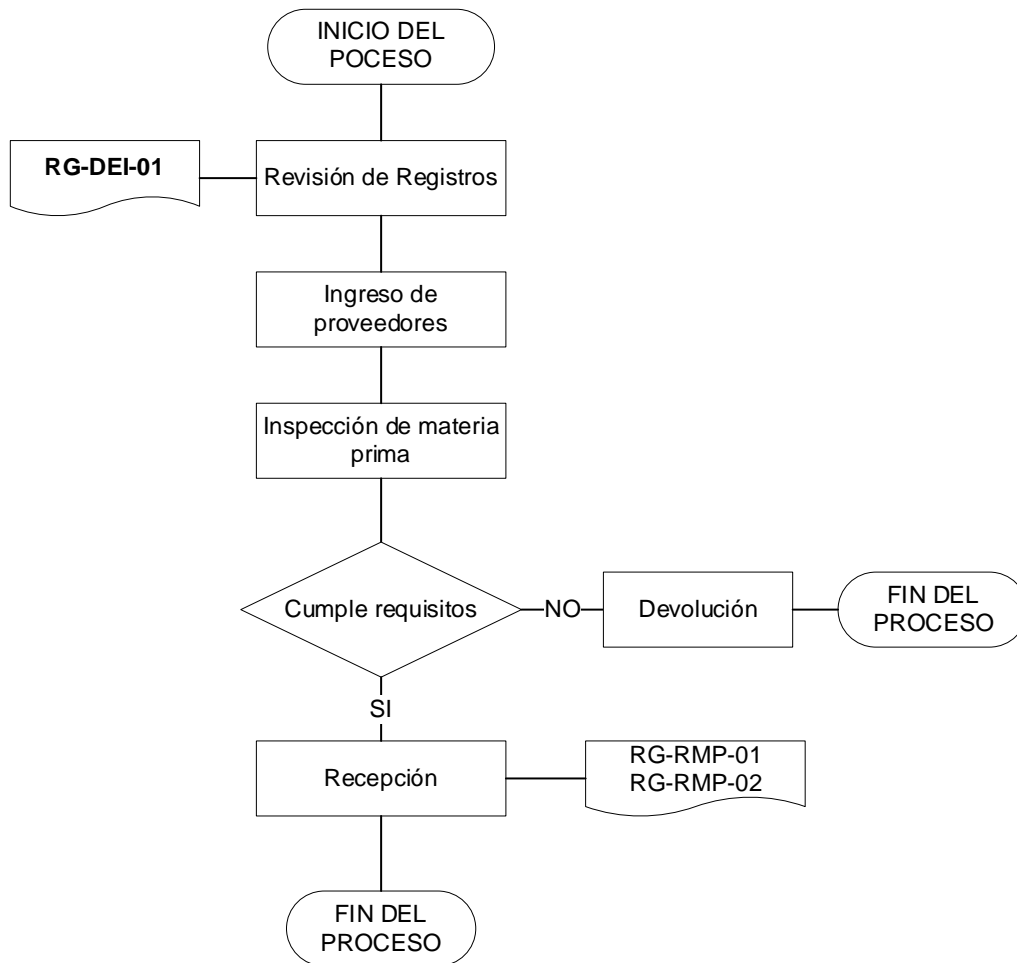 INICIO DEL
POCESO
RG-DEI-01
Revisión de Registros
Ingreso de
proveedores
Inspección de materia
prima
Cumple requisitos
NO
Devolución
FIN DEL
PROCESO
SI
Recepción
RG-RMP-01
RG-RMP-02
FIN DEL
PROCESO